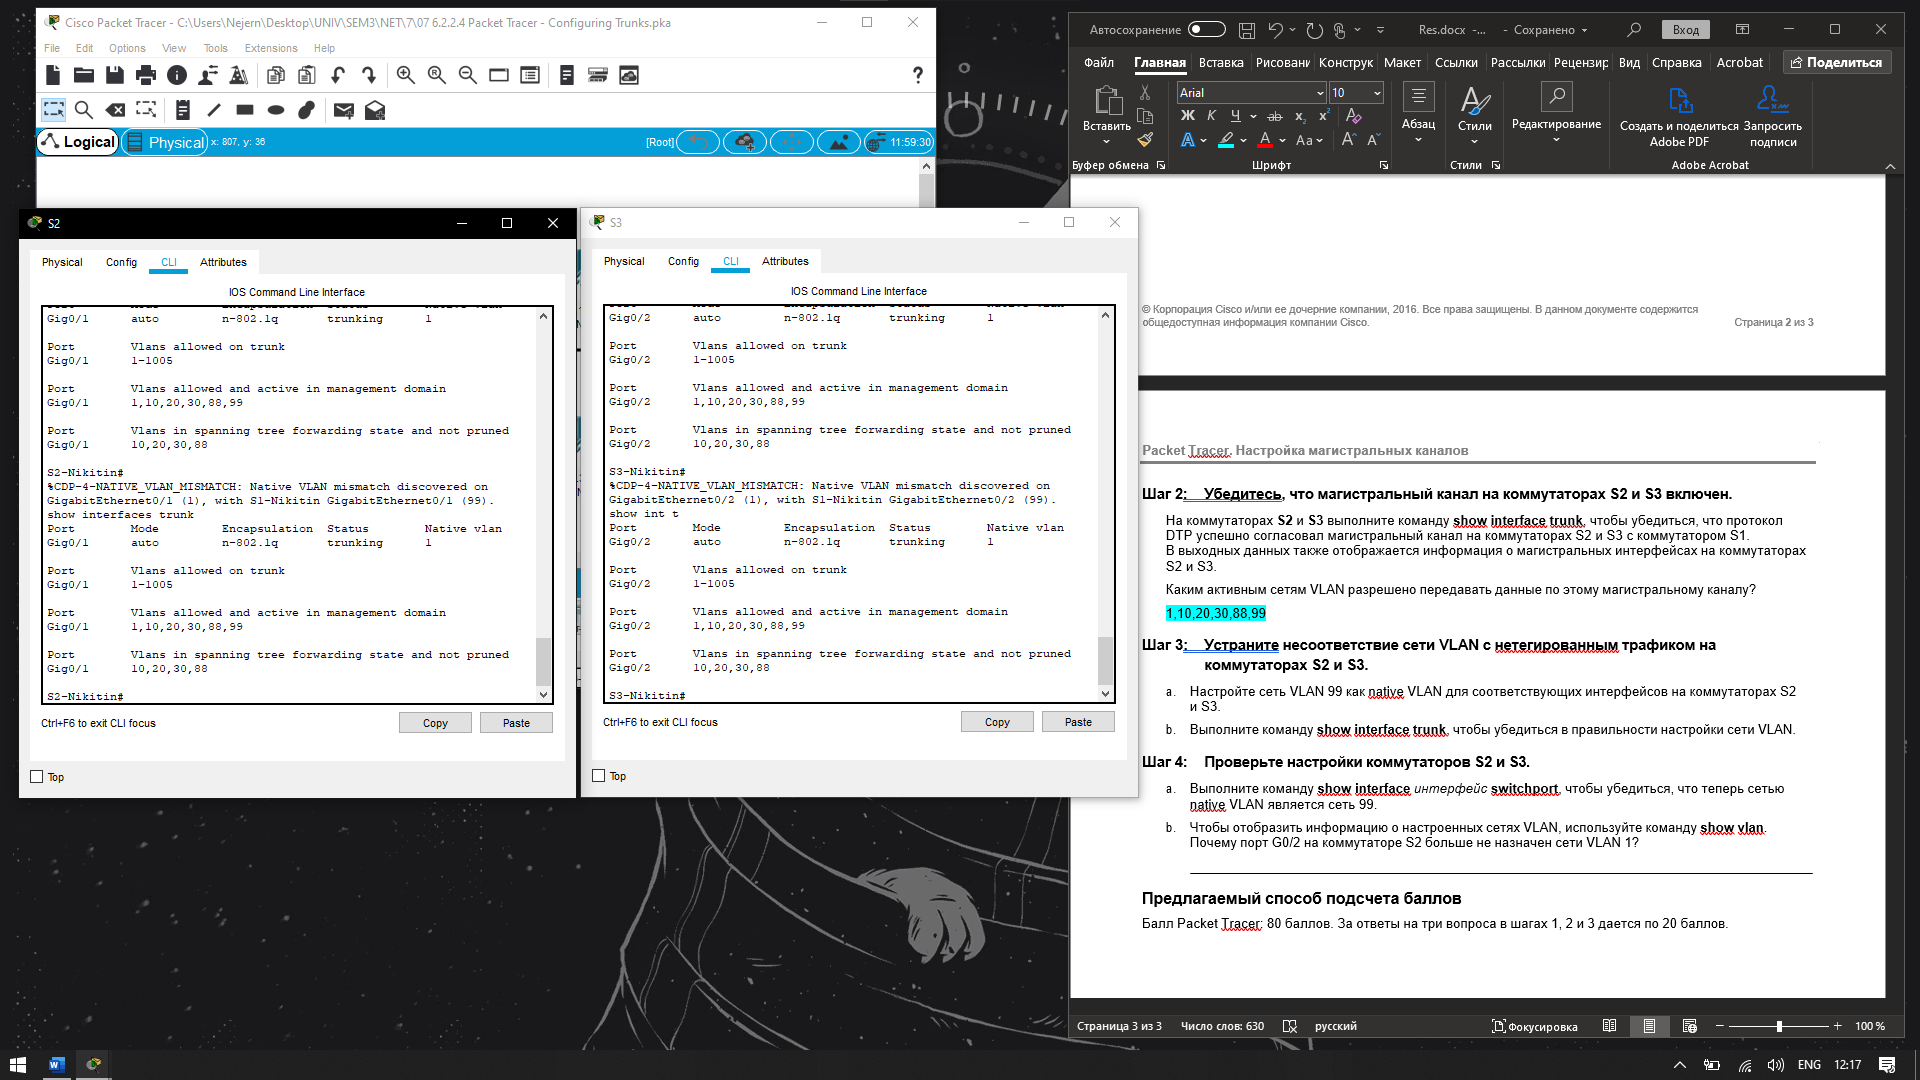 Cisco Packet Tracer - C:\Users\Nejern\Desktop\UNIV\SEM3\NET\7\07 6.2.2.4 Packet Tracer - Configuring Trunks.pka
File Edit Options View Tools Extensions Help
Logical Physical x: 807, y: 36 [Root] 11:59:30
S2
Physical Config CLI Attributes
IOS Command Line Interface
Gig0/1 auto n-802.1q trunking 1
Port Vlans allowed on trunk
Gig0/1 1-1005
Port Vlans allowed and active in management domain
Gig0/1 1,10,20,30,88,99
Port Vlans in spanning tree forwarding state and not pruned
Gig0/1 10,20,30,88
S2-Nikitin#
%CDP-4-NATIVE_VLAN_MISMATCH: Native VLAN mismatch discovered on
GigabitEthernet0/1 (1), with S1-Nikitin GigabitEthernet0/1 (99).
show interfaces trunk
Port Mode Encapsulation Status Native vlan
Gig0/1 auto n-802.1q trunking 1
Port Vlans allowed on trunk
Gig0/1 1-1005
Port Vlans allowed and active in management domain
Gig0/1 1,10,20,30,88,99
Port Vlans in spanning tree forwarding state and not pruned
Gig0/1 10,20,30,88
S2-Nikitin#
Ctrl+F6 to exit CLI focus Copy Paste
Top
S3
Physical Config CLI Attributes
IOS Command Line Interface
Gig0/2 auto n-802.1q trunking 1
Port Vlans allowed on trunk
Gig0/2 1-1005
Port Vlans allowed and active in management domain
Gig0/2 1,10,20,30,88,99
Port Vlans in spanning tree forwarding state and not pruned
Gig0/2 10,20,30,88
S3-Nikitin#
%CDP-4-NATIVE_VLAN_MISMATCH: Native VLAN mismatch discovered on
GigabitEthernet0/2 (1), with S1-Nikitin GigabitEthernet0/2 (99).
show int t
Port Mode Encapsulation Status Native vlan
Gig0/2 auto n-802.1q trunking 1
Port Vlans allowed on trunk
Gig0/2 1-1005
Port Vlans allowed and active in management domain
Gig0/2 1,10,20,30,88,99
Port Vlans in spanning tree forwarding state and not pruned
Gig0/2 10,20,30,88
S3-Nikitin#
Ctrl+F6 to exit CLI focus Copy Paste
Top
Автосохранение Res.docx -... - Сохранено Вход
Файл Главная Вставка Рисовани Конструк Макет Ссылки Рассылки Рецензир Вид Справка Acrobat Поделиться
Вставить
Arial 10
Ж К Ч ab x₂ x²
А А Aa A A
Абзац
Стили
Редактирование
Создать и поделиться Adobe PDF
Запросить подписи
Буфер обмена Шрифт Стили Adobe Acrobat
© Корпорация Cisco и/или ее дочерние компании, 2016. Все права защищены. В данном документе содержится
общедоступная информация компании Cisco. Страница 2 из 3
Packet Tracer. Настройка магистральных каналов
Шаг 2: Убедитесь, что магистральный канал на коммутаторах S2 и S3 включен.
На коммутаторах S2 и S3 выполните команду show interface trunk, чтобы убедиться, что протокол
DTP успешно согласовал магистральный канал на коммутаторах S2 и S3 с коммутатором S1.
В выходных данных также отображается информация о магистральных интерфейсах на коммутаторах
S2 и S3.
Каким активным сетям VLAN разрешено передавать данные по этому магистральному каналу?
1,10,20,30,88,99
Шаг 3: Устраните несоответствие сети VLAN с нетегированным трафиком на
коммутаторах S2 и S3.
a. Настройте сеть VLAN 99 как native VLAN для соответствующих интерфейсов на коммутаторах S2
и S3.
b. Выполните команду show interface trunk, чтобы убедиться в правильности настройки сети VLAN.
Шаг 4: Проверьте настройки коммутаторов S2 и S3.
a. Выполните команду show interface интерфейс switchport, чтобы убедиться, что теперь сетью
native VLAN является сеть 99.
b. Чтобы отобразить информацию о настроенных сетях VLAN, используйте команду show vlan.
Почему порт G0/2 на коммутаторе S2 больше не назначен сети VLAN 1?
Предлагаемый способ подсчета баллов
Балл Packet Tracer: 80 баллов. За ответы на три вопроса в шагах 1, 2 и 3 дается по 20 баллов.
Страница 3 из 3 Число слов: 630 русский Фокусировка 100 %
ENG 12:17